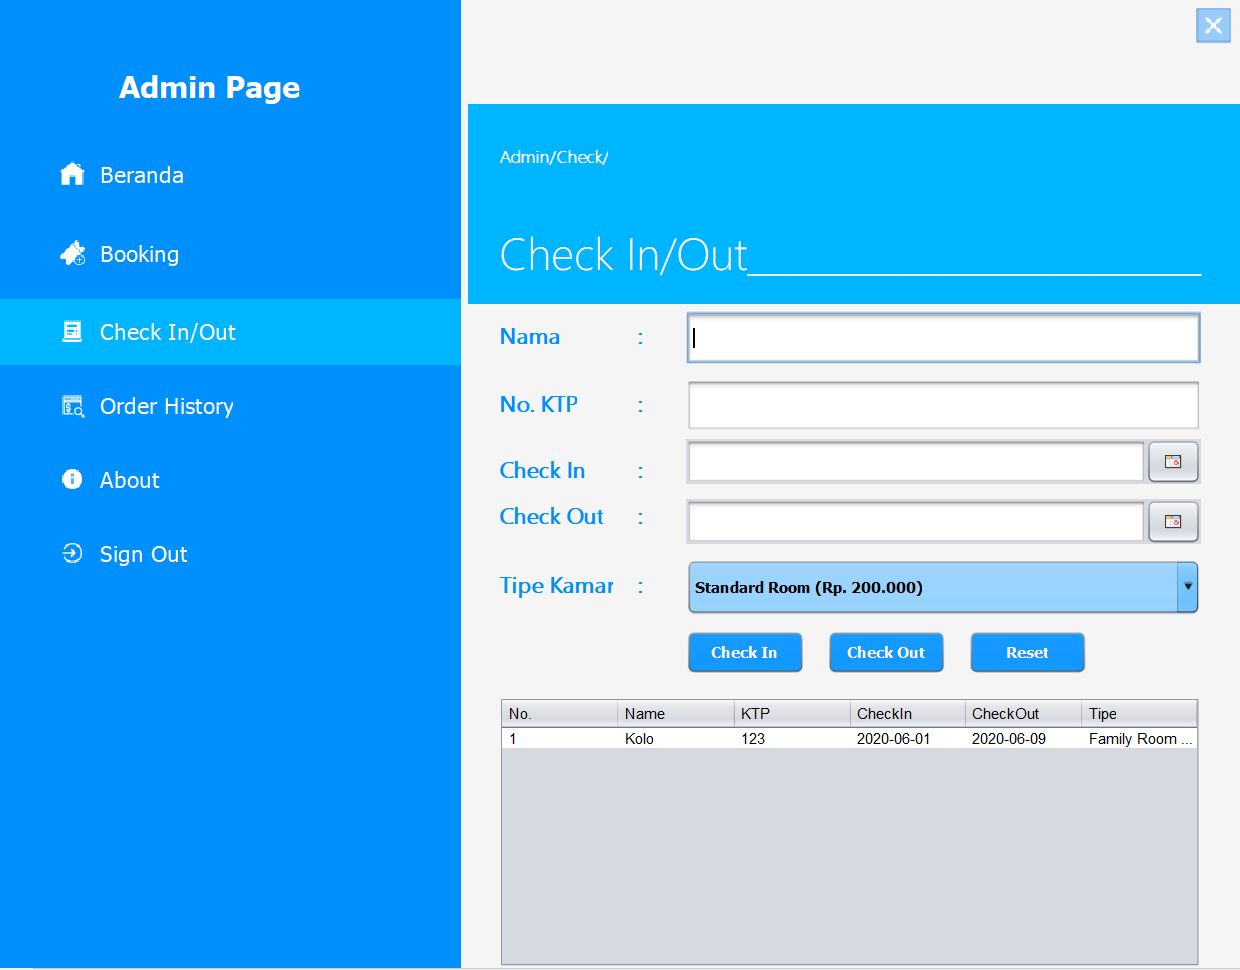 Admin Page
Beranda
Booking
Check In/Out
Order History
About
Sign Out
Admin/Check/
Check In/Out________________________
Nama :
No. KTP :
Check In :
Check Out :
Tipe Kamar :
Standard Room (Rp. 200.000)
Check In Check Out Reset
No. Name KTP CheckIn CheckOut Tipe
1 Kolo 123 2020-06-01 2020-06-09 Family Room ...